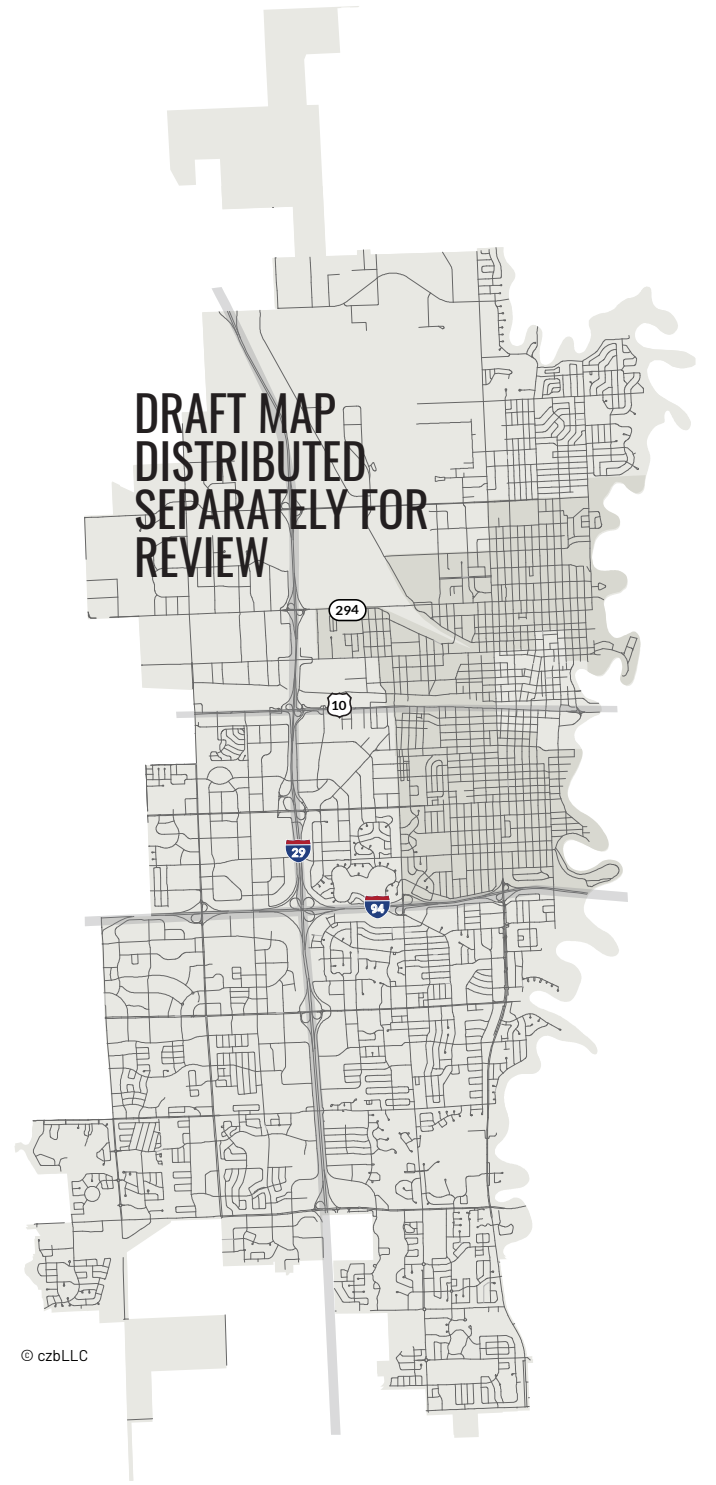 DRAFT MAP
DISTRIBUTED
SEPARATELY FOR
REVIEW
294
10
29
94
© czbLLC